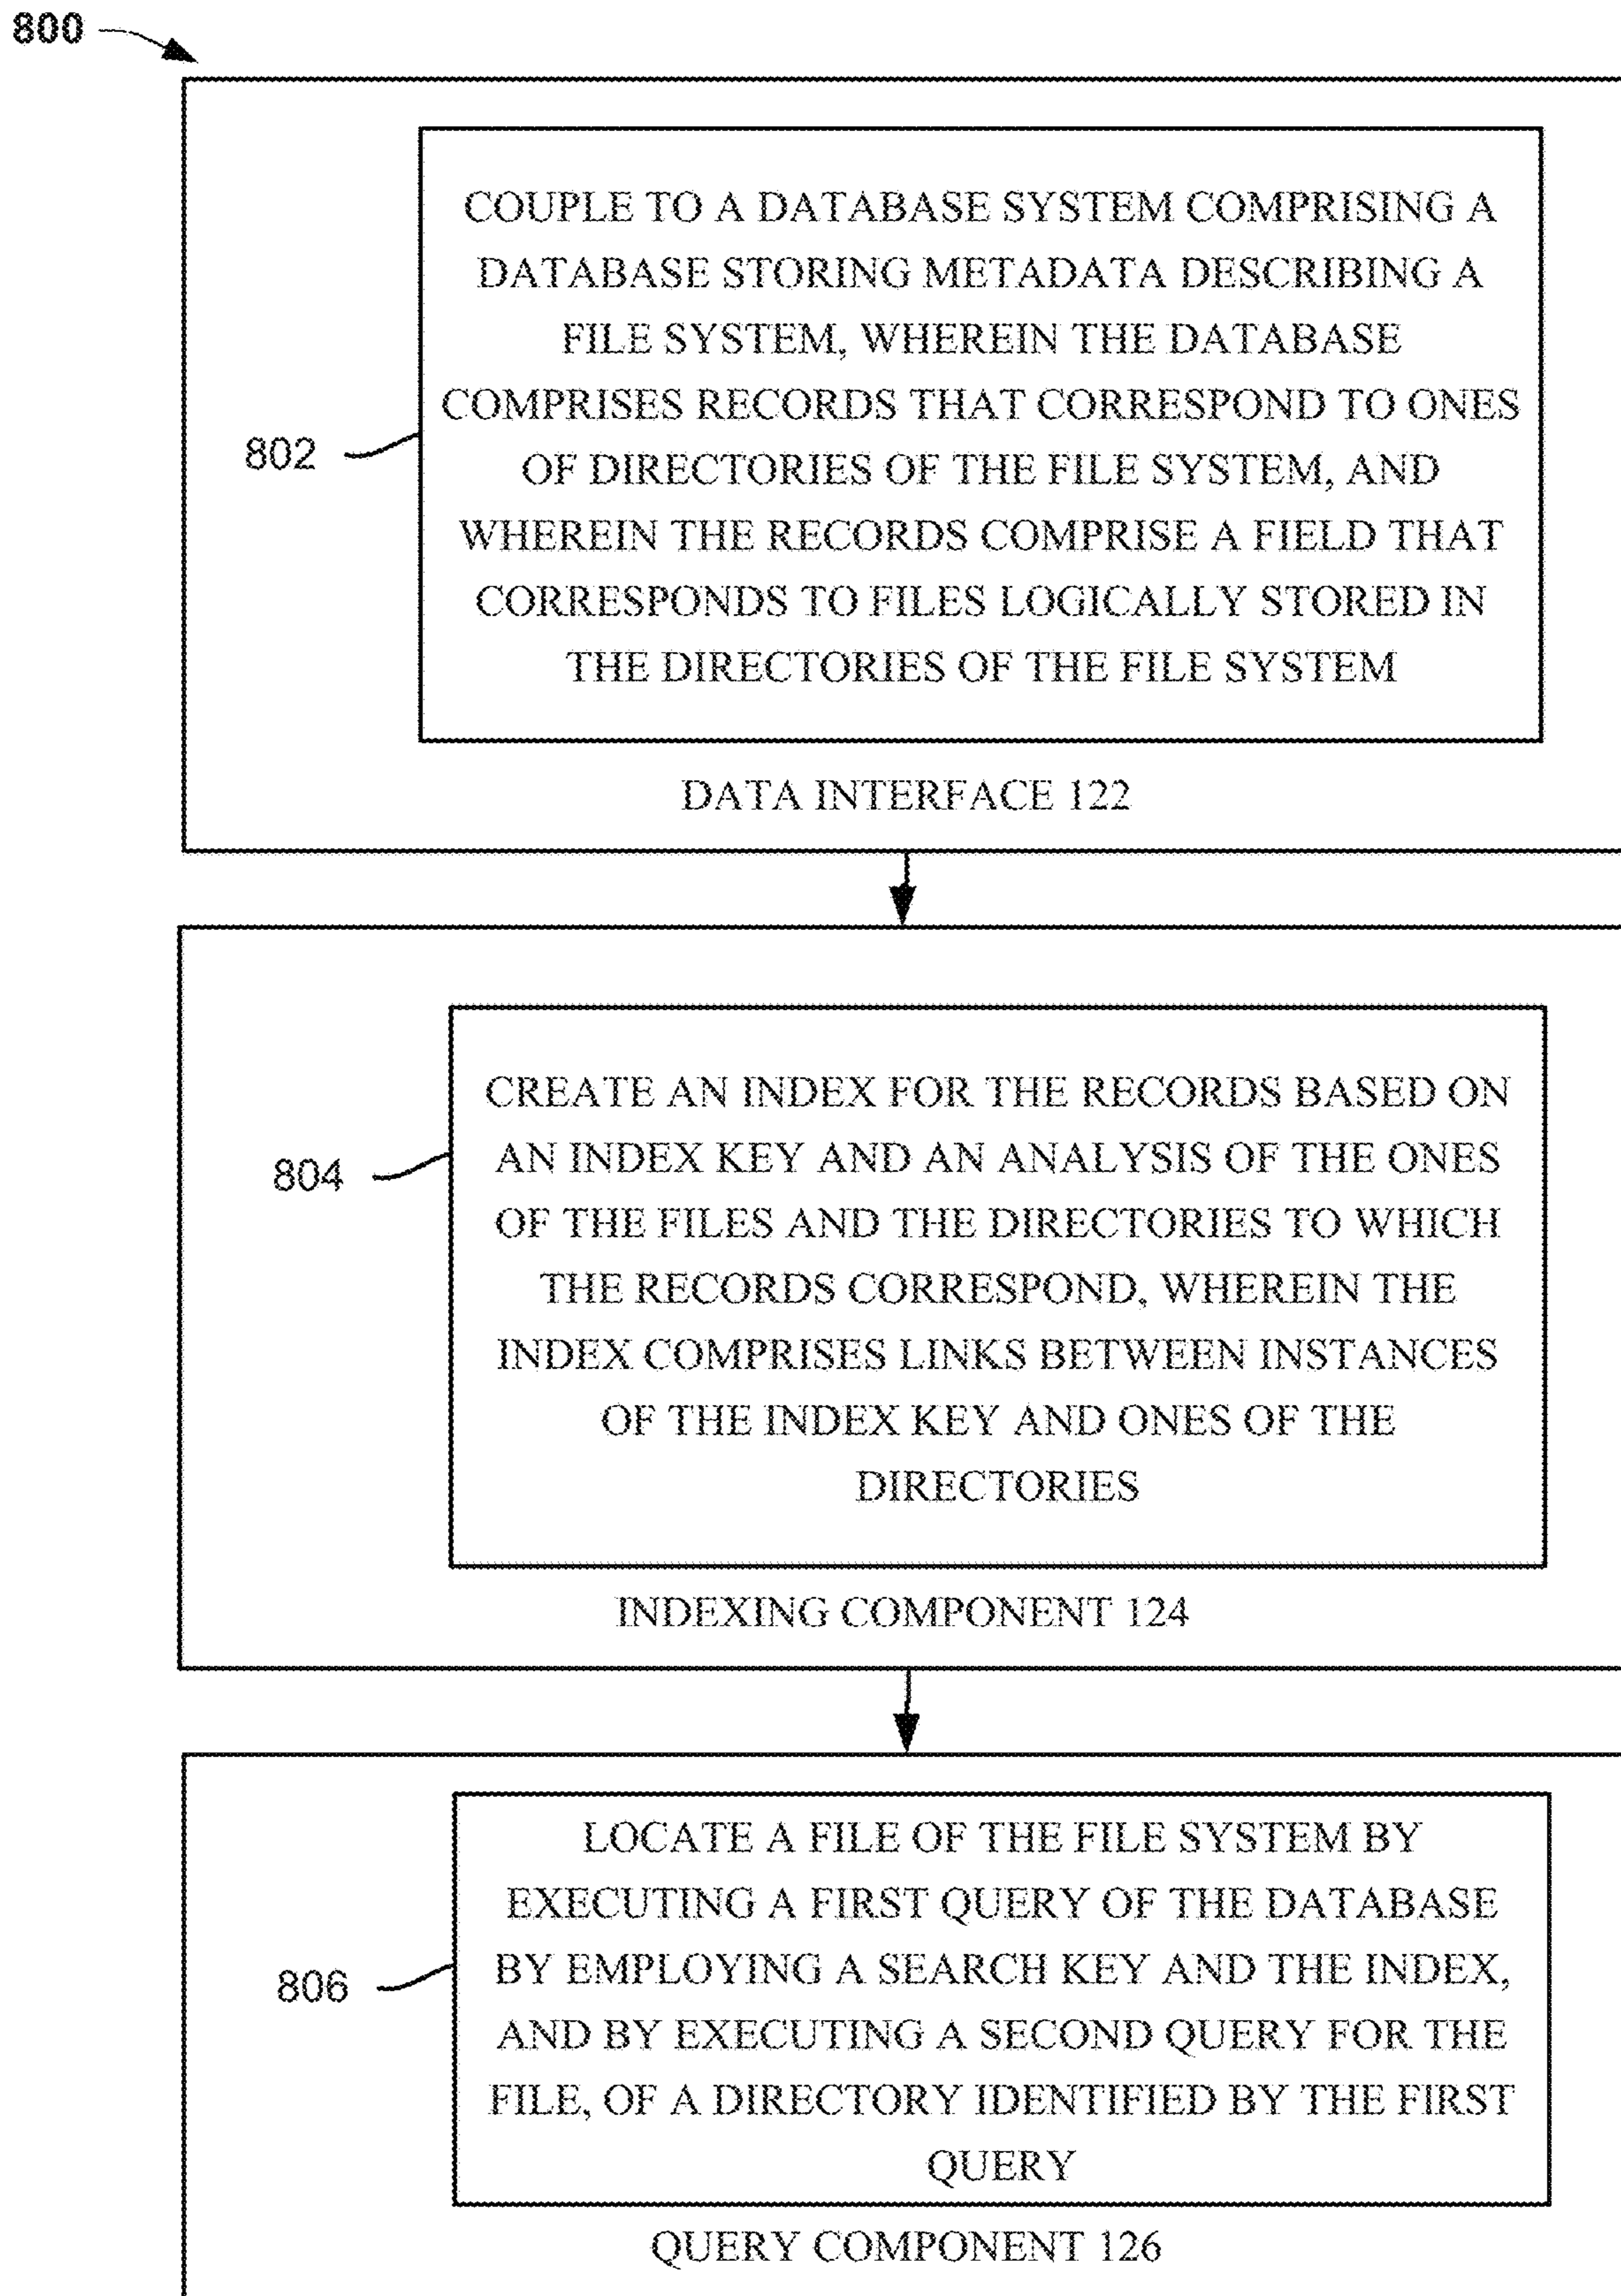 800
COUPLE TO A DATABASE SYSTEM COMPRISING A
DATABASE STORING METADATA DESCRIBING A
FILE SYSTEM, WHEREIN THE DATABASE
COMPRISES RECORDS THAT CORRESPOND TO ONES
OF DIRECTORIES OF THE FILE SYSTEM, AND
WHEREIN THE RECORDS COMPRISE A FIELD THAT
CORRESPONDS TO FILES LOGICALLY STORED IN
THE DIRECTORIES OF THE FILE SYSTEM
802
DATA INTERFACE 122
CREATE AN INDEX FOR THE RECORDS BASED ON
AN INDEX KEY AND AN ANALYSIS OF THE ONES
OF THE FILES AND THE DIRECTORIES TO WHICH
THE RECORDS CORRESPOND, WHEREIN THE
INDEX COMPRISES LINKS BETWEEN INSTANCES
OF THE INDEX KEY AND ONES OF THE
DIRECTORIES
804
INDEXING COMPONENT 124
LOCATE A FILE OF THE FILE SYSTEM BY
EXECUTING A FIRST QUERY OF THE DATABASE
BY EMPLOYING A SEARCH KEY AND THE INDEX,
AND BY EXECUTING A SECOND QUERY FOR THE
FILE, OF A DIRECTORY IDENTIFIED BY THE FIRST
QUERY
806
QUERY COMPONENT 126